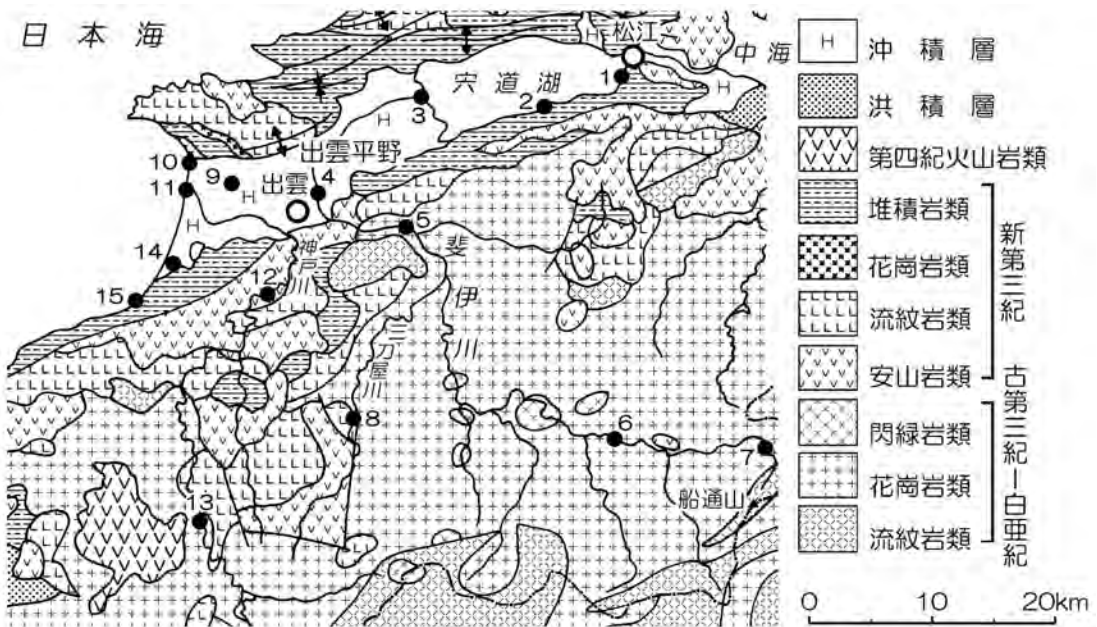 日本海
松江
中海
宍道湖
H
H
H
出雲平野
出雲
H
H
神戸川
斐伊川
三刀屋川
船通山
1
2
3
4
5
6
7
8
9
10
11
12
13
14
15
H 沖積層
洪積層
第四紀火山岩類
堆積岩類
花崗岩類
流紋岩類
安山岩類
新第三紀
閃緑岩類
花崗岩類
流紋岩類
古第三紀―白亜紀
0 10 20km